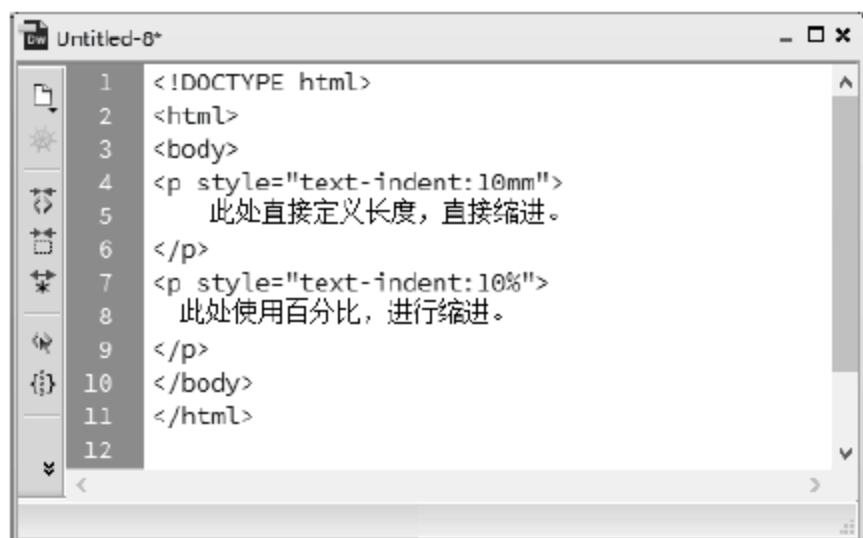 Dw Untitled-8*
1 <!DOCTYPE html>
2 <html>
3 <body>
4 <p style="text-indent:10mm">
5 此处直接定义长度，直接缩进。
6 </p>
7 <p style="text-indent:10%">
8 此处使用百分比，进行缩进。
9 </p>
10 </body>
11 </html>
12